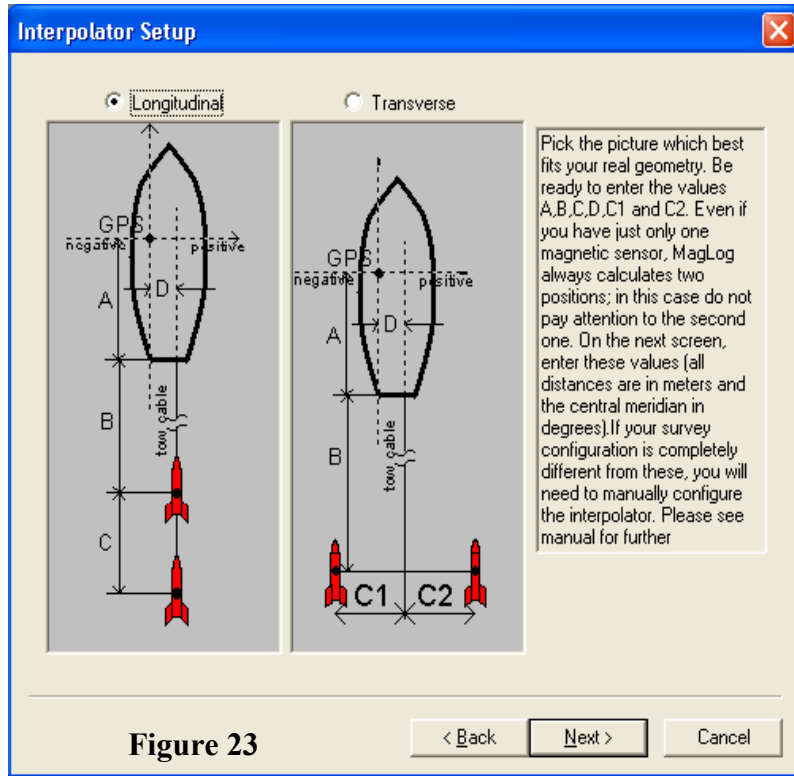 Interpolator Setup
Longitudinal
Transverse
GPS
negative
positive
A
D
B
tow cable
C
GPS
negative
positive
A
D
B
tow cable
C1
C2
Pick the picture which best
fits your real geometry. Be
ready to enter the values
A,B,C,D,C1 and C2. Even if
you have just only one
magnetic sensor, MagLog
always calculates two
positions; in this case do not
pay attention to the second
one. On the next screen,
enter these values (all
distances are in meters and
the central meridian in
degrees).If your survey
configuration is completely
different from these, you will
need to manually configure
the interpolator. Please see
manual for further
Figure 23
< Back
Next >
Cancel